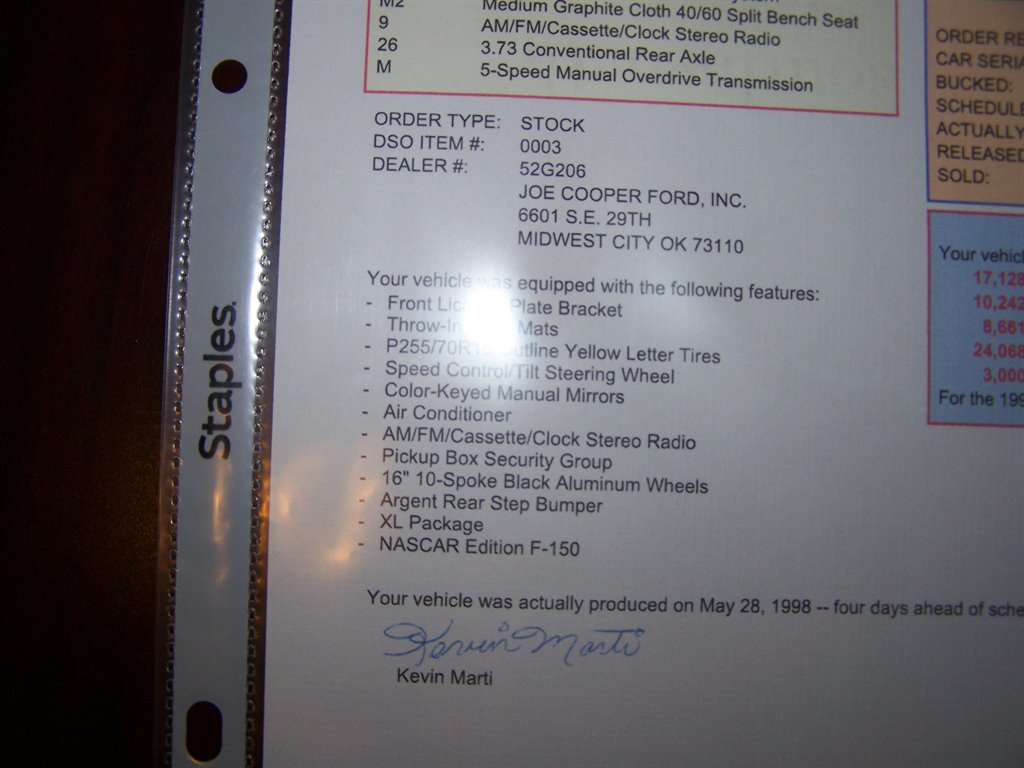 M2 Medium Graphite Cloth 40/60 Split Bench Seat
9 AM/FM/Cassette/Clock Stereo Radio
26 3.73 Conventional Rear Axle
M 5-Speed Manual Overdrive Transmission
ORDER TYPE: STOCK
DSO ITEM #: 0003
DEALER #: 52G206
JOE COOPER FORD, INC.
6601 S.E. 29TH
MIDWEST CITY OK 73110
Your vehicle was equipped with the following features:
- Front Plate Bracket
- Throw-In Mats
- P255/70R16 Outline Yellow Letter Tires
- Speed Control/Tilt Steering Wheel
- Color-Keyed Manual Mirrors
- Air Conditioner
- AM/FM/Cassette/Clock Stereo Radio
- Pickup Box Security Group
- 16" 10-Spoke Black Aluminum Wheels
- Argent Rear Step Bumper
- XL Package
- NASCAR Edition F-150
Your vehicle was actually produced on May 28, 1998 -- four days ahead of sche
Kevin Marti
Kevin Marti
ORDER RE
CAR SERIA
BUCKED:
SCHEDULE
ACTUALLY
RELEASED
SOLD:
Your vehicl
17,128
10,242
8,661
24,068
3,000
For the 199
Staples.